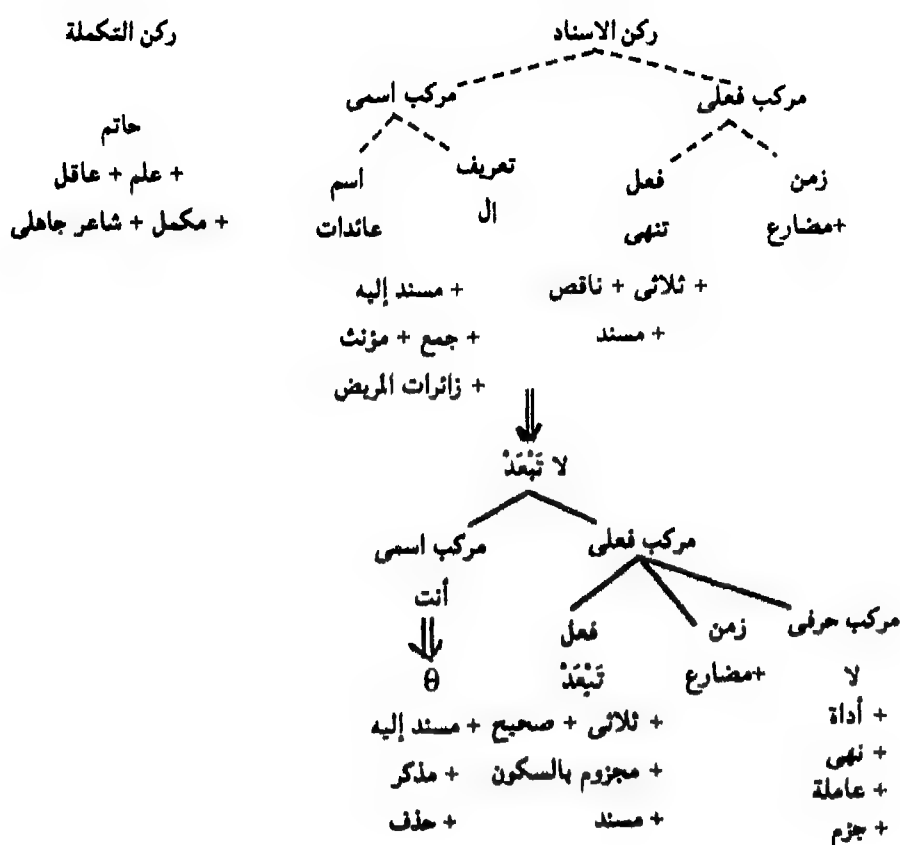 ركن الاسناد ركن التكملة
مركب فعلى مركب اسمى
حاتم
زمن فعل تعريف اسم + علم + عاقل
+مضارع تنهى ال عائدات + مكمل + شاعر جاهلى
+ ثلاثى + ناقص + مسند إليه
+ مسند + جمع + مؤنث
+ زائرات المريض
لا تَبْعَدْ
مركب فعلى مركب اسمى
أنت
مركب حرفى زمن فعل
لا +مضارع تَبْعَدْ θ
+ أداة + ثلاثى + صحيح + مسند إليه
+ نهى + مجزوم بالسكون + مذكر
+ عاملة
+ جزم + مسند + حذف